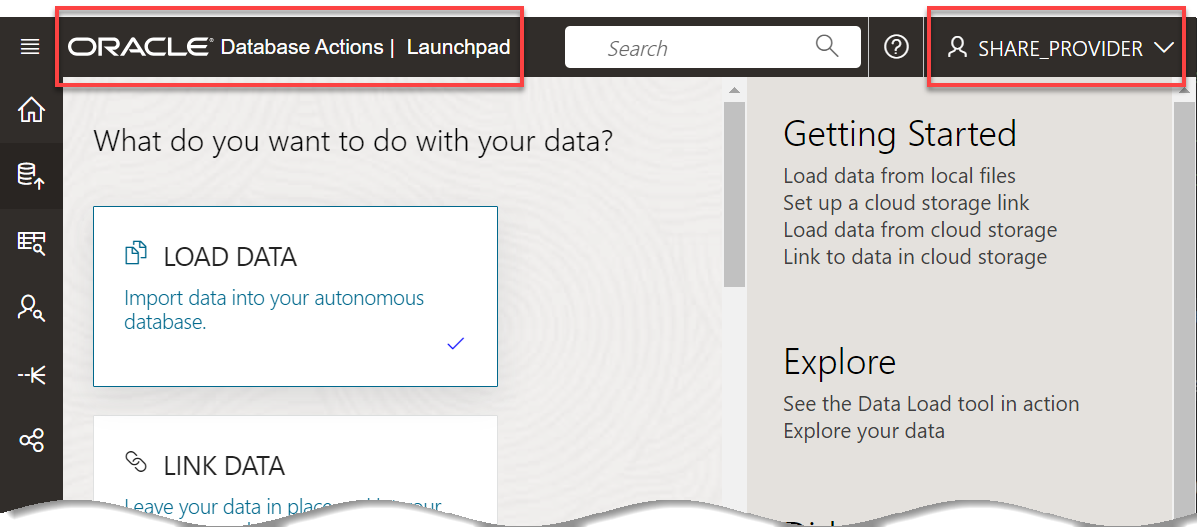 ORACLE® Database Actions | Launchpad
Search
SHARE_PROVIDER
What do you want to do with your data?
LOAD DATA
Import data into your autonomous
database.
LINK DATA
Leave your data in place
Getting Started
Load data from local files
Set up a cloud storage link
Load data from cloud storage
Link to data in cloud storage
Explore
See the Data Load tool in action
Explore your data